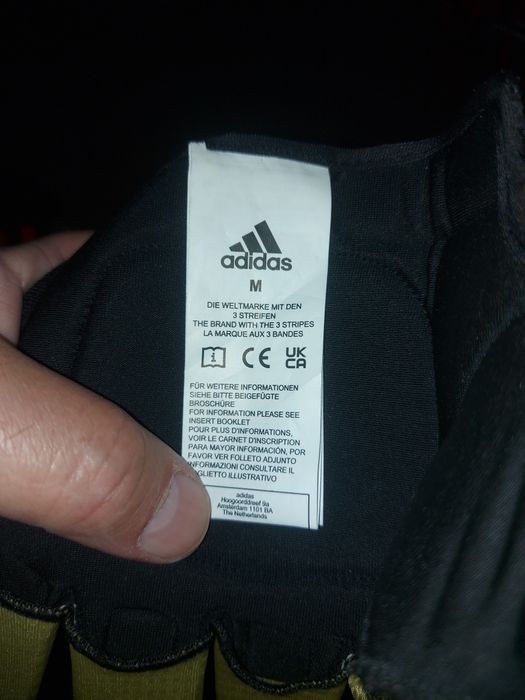 adidas
M
DIE WELTMARKE MIT DEN
3 STREIFEN
THE BRAND WITH THE 3 STRIPES
LA MARQUE AUX 3 BANDES
i CE UK
CA
FÜR WEITERE INFORMATIONEN
SIEHE BITTE BEIGEFÜGTE
BROSCHÜRE
FOR INFORMATION PLEASE SEE
INSERT BOOKLET
POUR PLUS D'INFORMATIONS,
VOIR LE CARNET D'INSCRIPTION
PARA MAYOR INFORMACIÓN, POR
FAVOR VER FOLLETO ADJUNTO
INFORMAZIONI CONSULTARE IL
GLIETTO ILLUSTRATIVO
adidas
Hoogoorddreef 9a
Amsterdam 1101 BA
The Netherlands